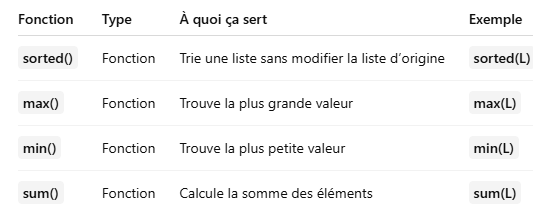 Fonction Type À quoi ça sert Exemple
sorted() Fonction Trie une liste sans modifier la liste d’origine sorted(L)
max() Fonction Trouve la plus grande valeur max(L)
min() Fonction Trouve la plus petite valeur min(L)
sum() Fonction Calcule la somme des éléments sum(L)